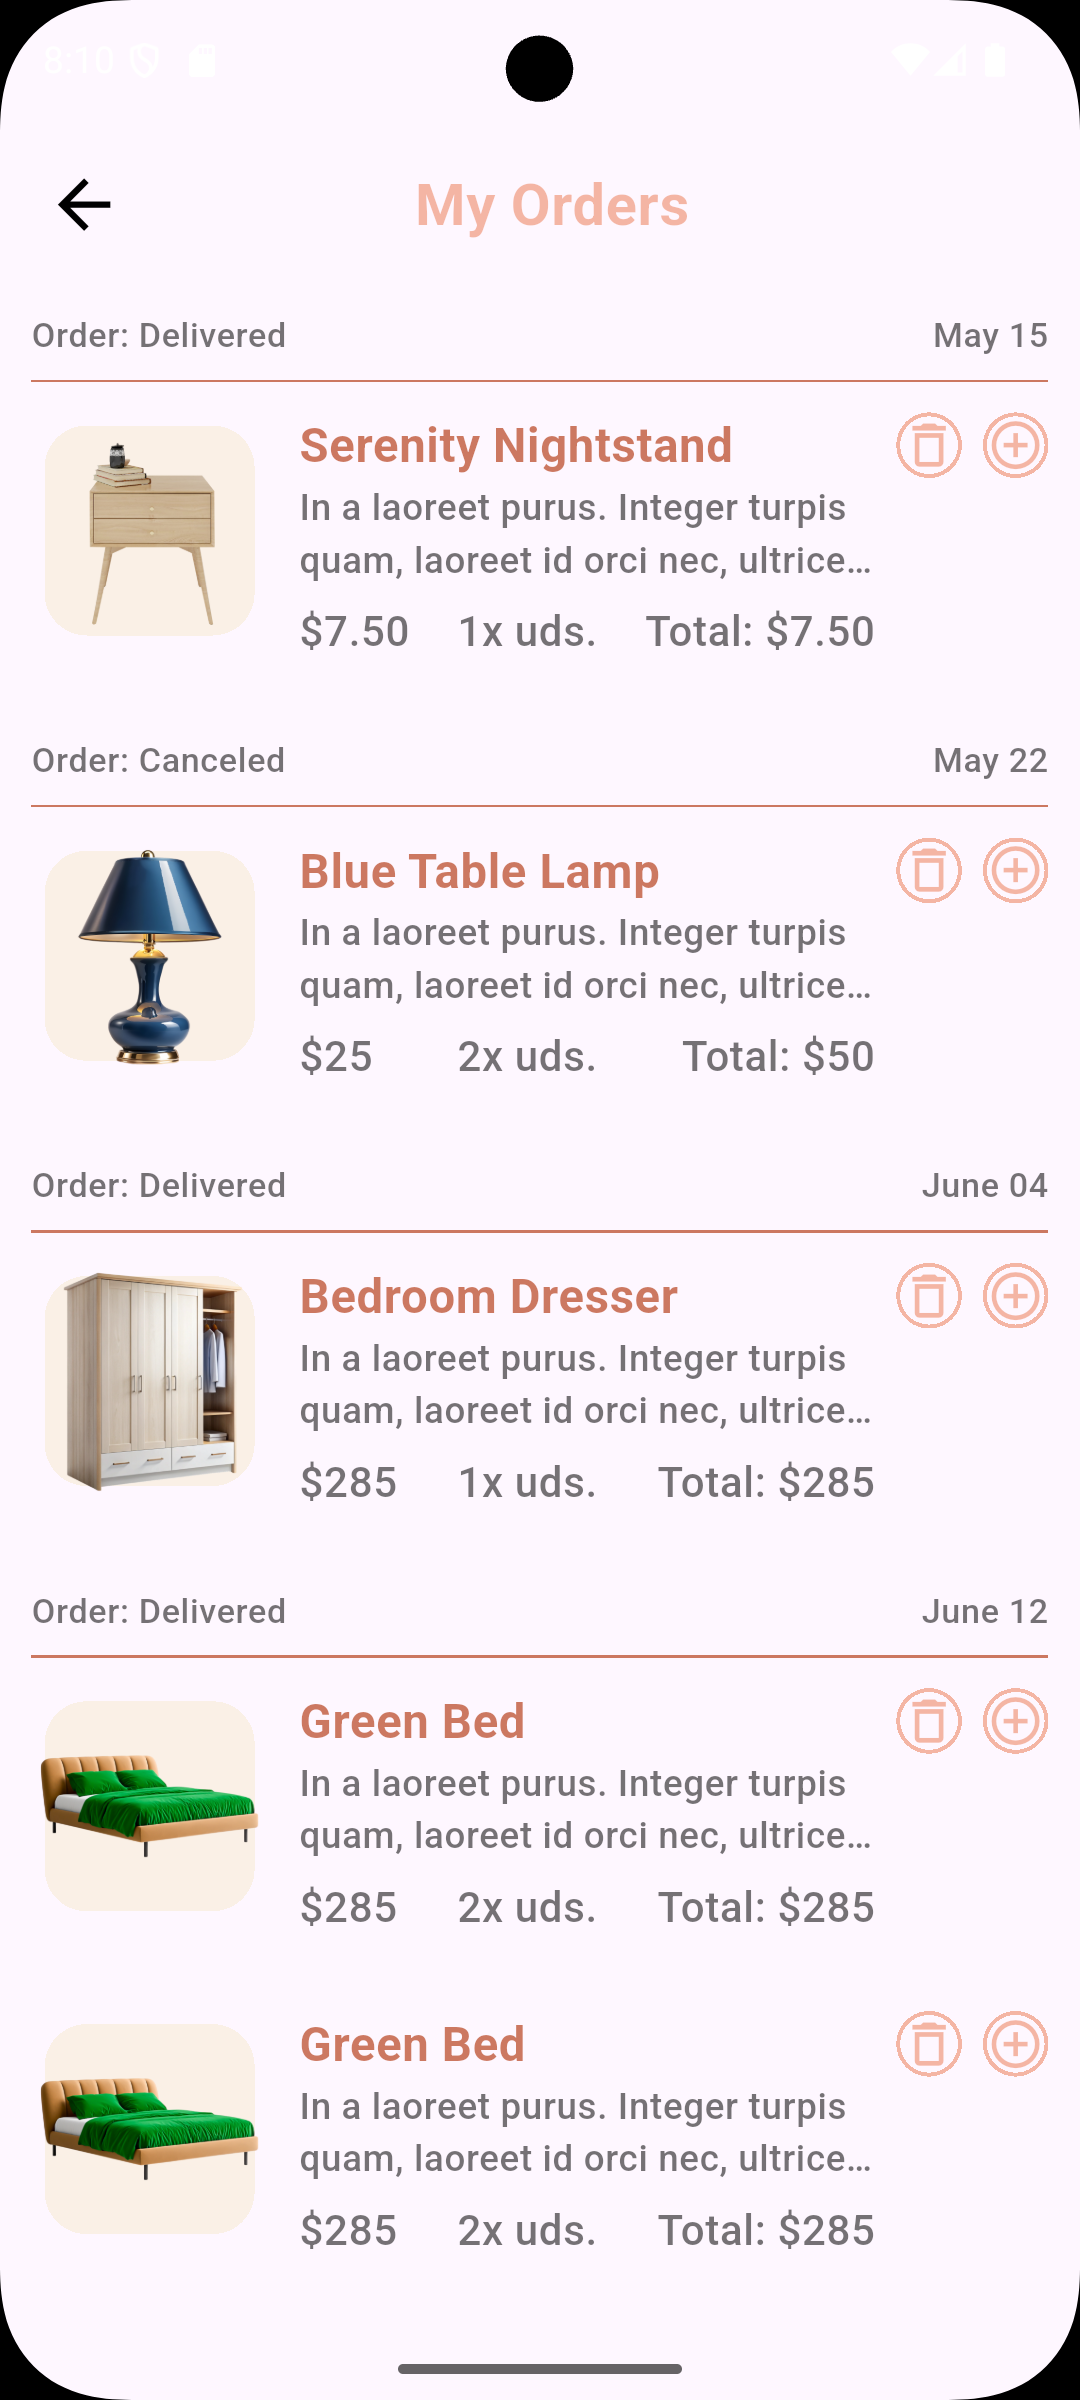 8:10
My Orders
Order: Delivered May 15
Serenity Nightstand
In a laoreet purus. Integer turpis
quam, laoreet id orci nec, ultrice...
$7.50 1x uds. Total: $7.50
Order: Canceled May 22
Blue Table Lamp
In a laoreet purus. Integer turpis
quam, laoreet id orci nec, ultrice...
$25 2x uds. Total: $50
Order: Delivered June 04
Bedroom Dresser
In a laoreet purus. Integer turpis
quam, laoreet id orci nec, ultrice...
$285 1x uds. Total: $285
Order: Delivered June 12
Green Bed
In a laoreet purus. Integer turpis
quam, laoreet id orci nec, ultrice...
$285 2x uds. Total: $285
Green Bed
In a laoreet purus. Integer turpis
quam, laoreet id orci nec, ultrice...
$285 2x uds. Total: $285